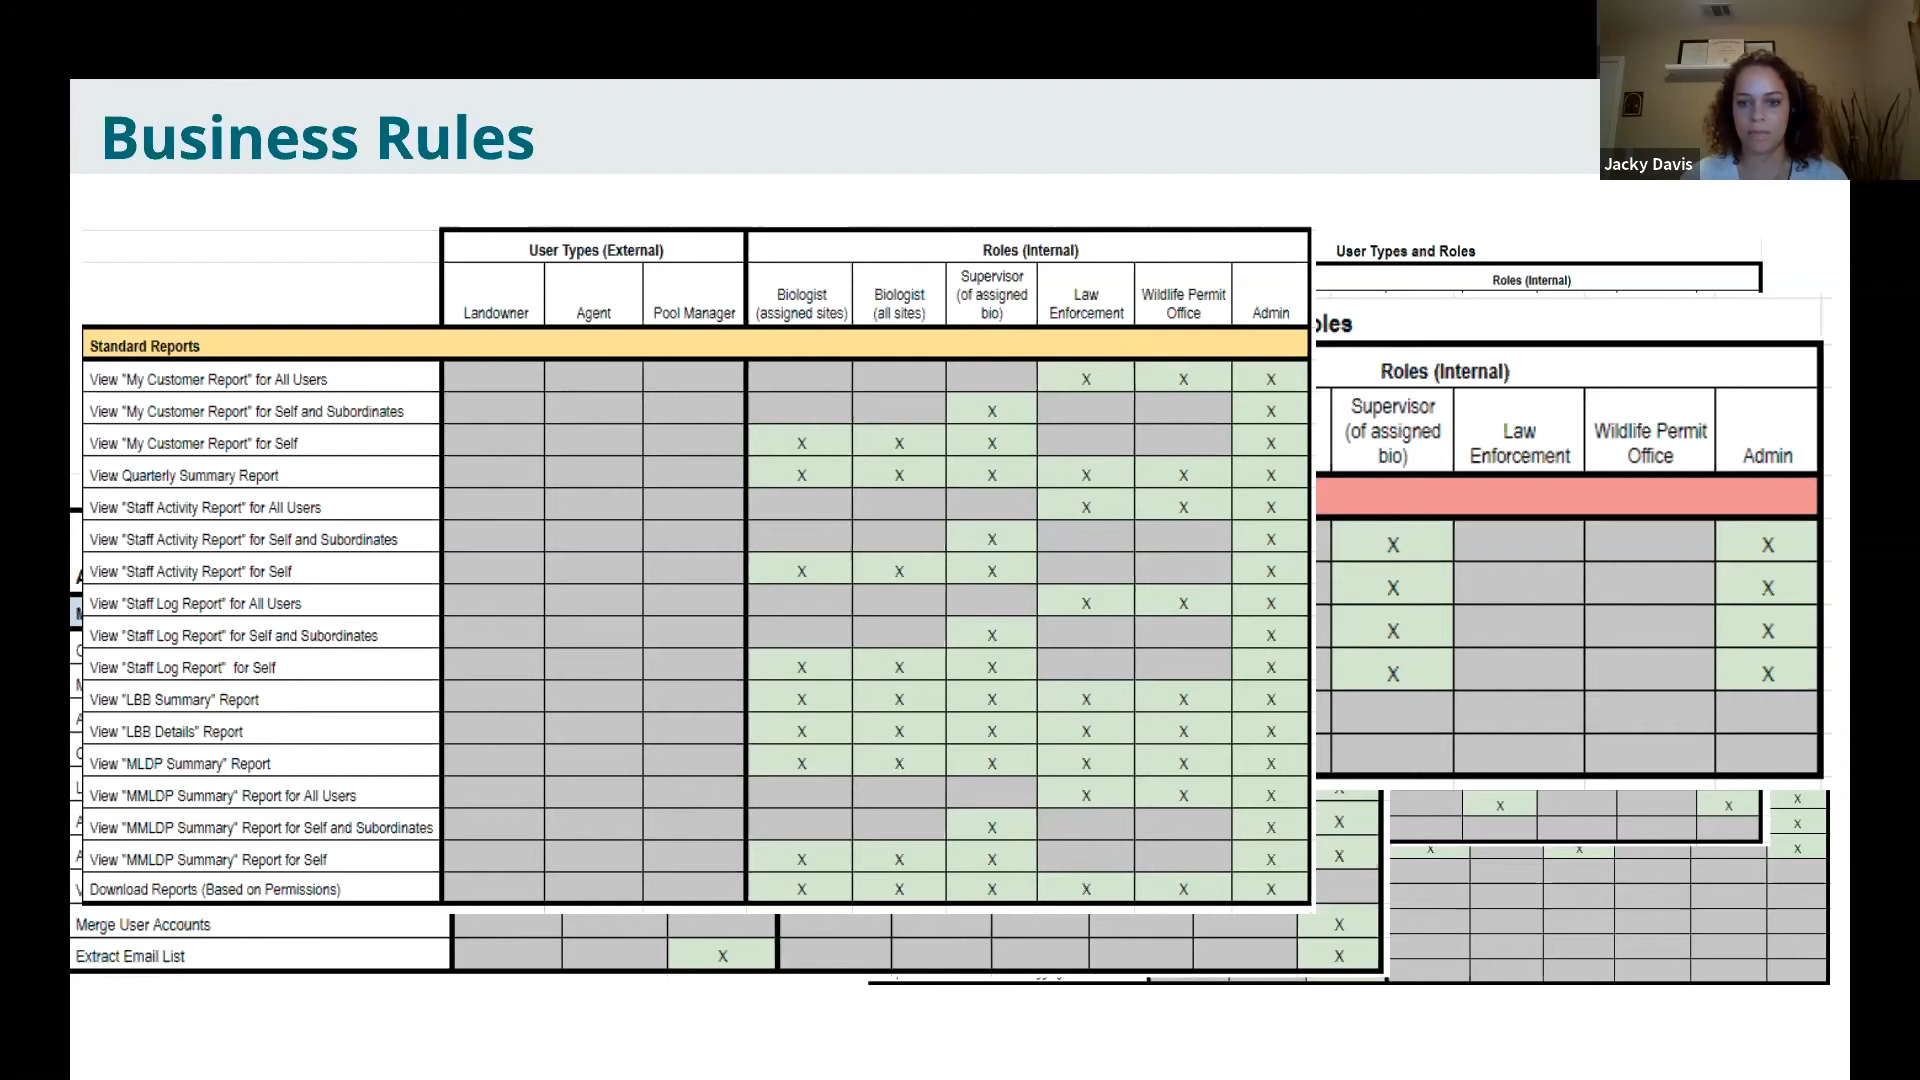 Business Rules
Jacky Davis
User Types (External)
Roles (Internal)
Landowner
Agent
Pool Manager
Biologist
(assigned sites)
Biologist
(all sites)
Supervisor
(of assigned
bio)
Law
Enforcement
Wildlife Permit
Office
Admin
Standard Reports
View "My Customer Report" for All Users X X X
View "My Customer Report" for Self and Subordinates X X
View "My Customer Report" for Self X X X X
View Quarterly Summary Report X X X X X X
View "Staff Activity Report" for All Users X X X
View "Staff Activity Report" for Self and Subordinates X X
View "Staff Activity Report" for Self X X X X
View "Staff Log Report" for All Users X X X
View "Staff Log Report" for Self and Subordinates X X
View "Staff Log Report" for Self X X X X
View "LBB Summary" Report X X X X X X
View "LBB Details" Report X X X X X X
View "MLDP Summary" Report X X X X X X
View "MMLDP Summary" Report for All Users X X X
View "MMLDP Summary" Report for Self and Subordinates X X
View "MMLDP Summary" Report for Self X X X X
Download Reports (Based on Permissions) X X X X X X
Merge User Accounts X
Extract Email List X X
User Types and Roles
Roles (Internal)
oles
Roles (Internal)
Supervisor
(of assigned
bio)
Law
Enforcement
Wildlife Permit
Office
Admin
X X
X X
X X
X X
X X X
X X
X X X X